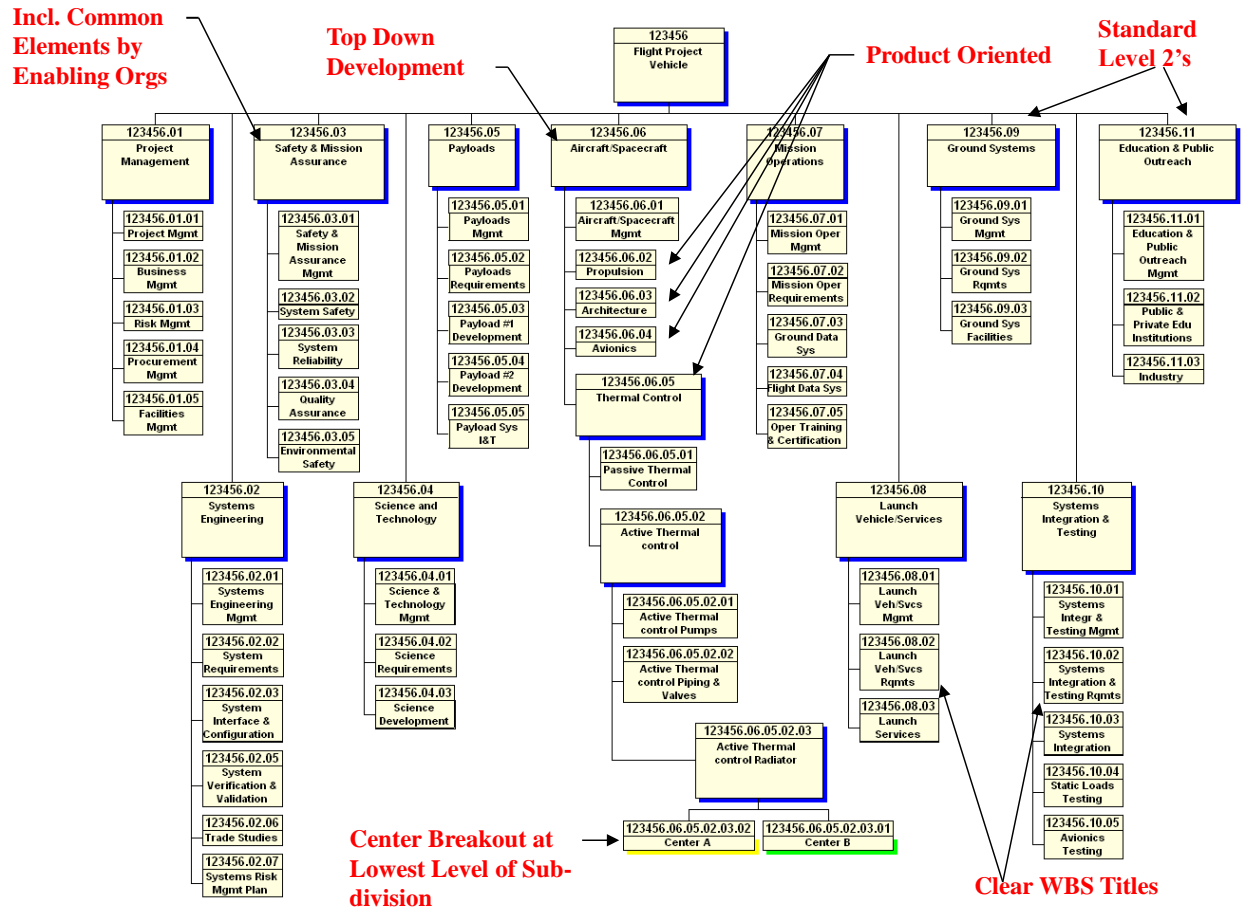 Incl. Common
Elements by
Enabling Orgs
Top Down
Development
123456
Flight Project
Vehicle
Product Oriented
Standard
Level 2’s
123456.01
Project
Management
123456.01.01
Project Mgmt
123456.01.02
Business
Mgmt
123456.01.03
Risk Mgmt
123456.01.04
Procurement
Mgmt
123456.01.05
Facilities
Mgmt
123456.03
Safety & Mission
Assurance
123456.03.01
Safety &
Mission
Assurance
Mgmt
123456.03.02
System Safety
123456.03.03
System
Reliability
123456.03.04
Quality
Assurance
123456.03.05
Environmental
Safety
123456.05
Payloads
123456.05.01
Payloads
Mgmt
123456.05.02
Payloads
Requirements
123456.05.03
Payload #1
Development
123456.05.04
Payload #2
Development
123456.05.05
Payload Sys
I&T
123456.06
Aircraft/Spacecraft
123456.06.01
Aircraft/Spacecraft
Mgmt
123456.06.02
Propulsion
123456.06.03
Architecture
123456.06.04
Avionics
123456.06.05
Thermal Control
123456.06.05.01
Passive Thermal
Control
123456.06.05.02
Active Thermal
control
123456.06.05.02.01
Active Thermal
control Pumps
123456.06.05.02.02
Active Thermal
control Piping &
Valves
123456.06.05.02.03
Active Thermal
control Radiator
123456.06.05.02.03.02
Center A
123456.06.05.02.03.01
Center B
123456.07
Mission
Operations
123456.07.01
Mission Oper
Mgmt
123456.07.02
Mission Oper
Requirements
123456.07.03
Ground Data
Sys
123456.07.04
Flight Data Sys
123456.07.05
Oper Training
& Certification
123456.09
Ground Systems
123456.09.01
Ground Sys
Mgmt
123456.09.02
Ground Sys
Rqmts
123456.09.03
Ground Sys
Facilities
123456.11
Education & Public
Outreach
123456.11.01
Education &
Public
Outreach
Mgmt
123456.11.02
Public &
Private Edu
Institutions
123456.11.03
Industry
123456.02
Systems
Engineering
123456.02.01
Systems
Engineering
Mgmt
123456.02.02
System
Requirements
123456.02.03
System
Interface &
Configuration
123456.02.05
System
Verification &
Validation
123456.02.06
Trade Studies
123456.02.07
Systems Risk
Mgmt Plan
123456.04
Science and
Technology
123456.04.01
Science &
Technology
Mgmt
123456.04.02
Science
Requirements
123456.04.03
Science
Development
123456.08
Launch
Vehicle/Services
123456.08.01
Launch
Veh/Svcs
Mgmt
123456.08.02
Launch
Veh/Svcs
Rqmts
123456.08.03
Launch
Services
123456.10
Systems
Integration &
Testing
123456.10.01
Systems
Integr &
Testing Mgmt
123456.10.02
Systems
Integration &
Testing Rqmts
123456.10.03
Systems
Integration
123456.10.04
Static Loads
Testing
123456.10.05
Avionics
Testing
Center Breakout at
Lowest Level of Sub-
division
Clear WBS Titles